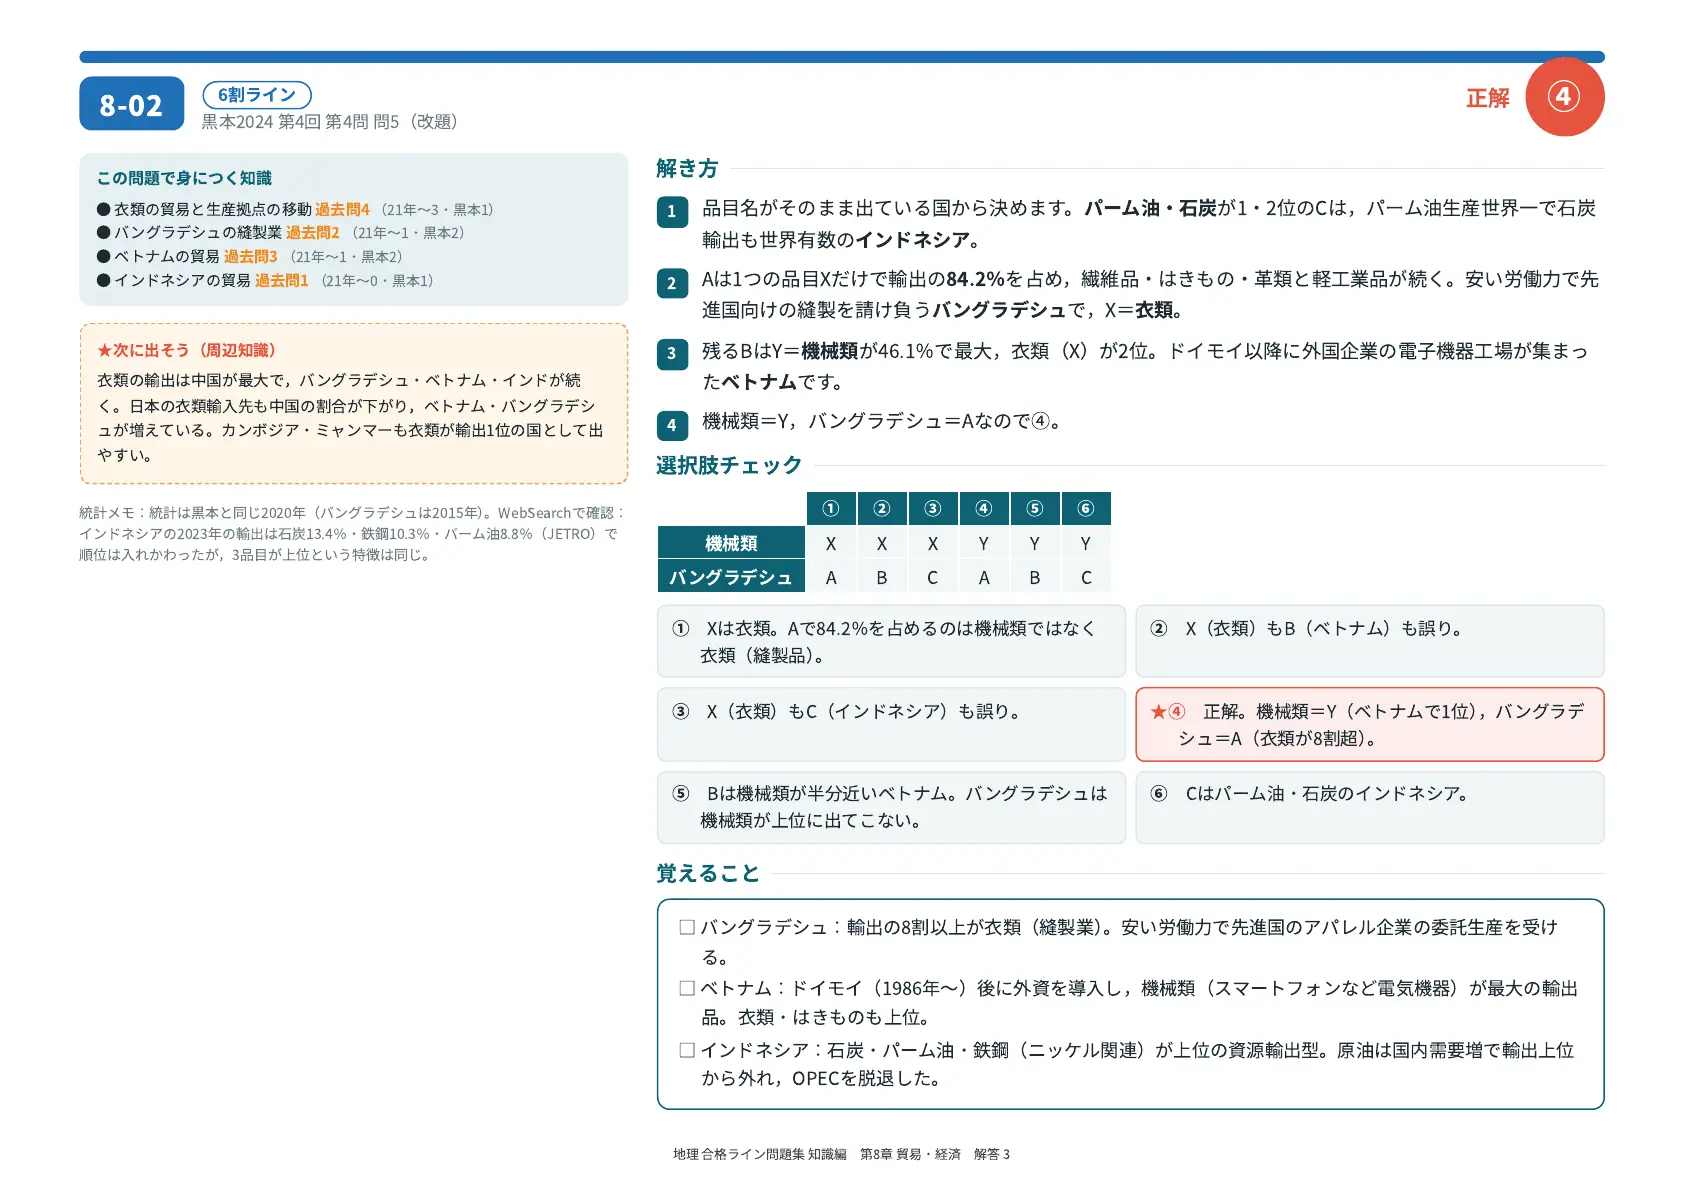 8-02
6割ライン
黒本2024 第4回 第4問 問5（改題）
正解 ④
この問題で身につく知識
● 衣類の貿易と生産拠点の移動 過去問4 （21年～3・黒本1）
● バングラデシュの縫製業 過去問2 （21年～1・黒本2）
● ベトナムの貿易 過去問3 （21年～1・黒本2）
● インドネシアの貿易 過去問1 （21年～0・黒本1）
★次に出そう（周辺知識）
衣類の輸出は中国が最大で，バングラデシュ・ベトナム・インドが続
く。日本の衣類輸入先も中国の割合が下がり，ベトナム・バングラデシ
ュが増えている。カンボジア・ミャンマーも衣類が輸出1位の国として出
やすい。
統計メモ：統計は黒本と同じ2020年（バングラデシュは2015年）。WebSearchで確認：
インドネシアの2023年の輸出は石炭13.4％・鉄鋼10.3％・パーム油8.8％（JETRO）で
順位は入れかわったが，3品目が上位という特徴は同じ。
解き方
1 品目名がそのまま出ている国から決めます。パーム油・石炭が1・2位のCは，パーム油生産世界一で石炭
輸出も世界有数のインドネシア。
2 Aは1つの品目Xだけで輸出の84.2％を占め，繊維品・はきもの・革類と軽工業品が続く。安い労働力で先
進国向けの縫製を請け負うバングラデシュで，X＝衣類。
3 残るBはY＝機械類が46.1％で最大，衣類（X）が2位。ドイモイ以降に外国企業の電子機器工場が集まっ
たベトナムです。
4 機械類＝Y，バングラデシュ＝Aなので④。
選択肢チェック
① ② ③ ④ ⑤ ⑥
機械類 X X X Y Y Y
バングラデシュ A B C A B C
① Xは衣類。Aで84.2％を占めるのは機械類ではなく
衣類（縫製品）。
② X（衣類）もB（ベトナム）も誤り。
③ X（衣類）もC（インドネシア）も誤り。
★④ 正解。機械類＝Y（ベトナムで1位），バングラデ
シュ＝A（衣類が8割超）。
⑤ Bは機械類が半分近いベトナム。バングラデシュは
機械類が上位に出てこない。
⑥ Cはパーム油・石炭のインドネシア。
覚えること
□ バングラデシュ：輸出の8割以上が衣類（縫製業）。安い労働力で先進国のアパレル企業の委託生産を受け
る。
□ ベトナム：ドイモイ（1986年～）後に外資を導入し，機械類（スマートフォンなど電気機器）が最大の輸出
品。衣類・はきものも上位。
□ インドネシア：石炭・パーム油・鉄鋼（ニッケル関連）が上位の資源輸出型。原油は国内需要増で輸出上位
から外れ，OPECを脱退した。
地理 合格ライン問題集 知識編 第8章 貿易・経済 解答 3